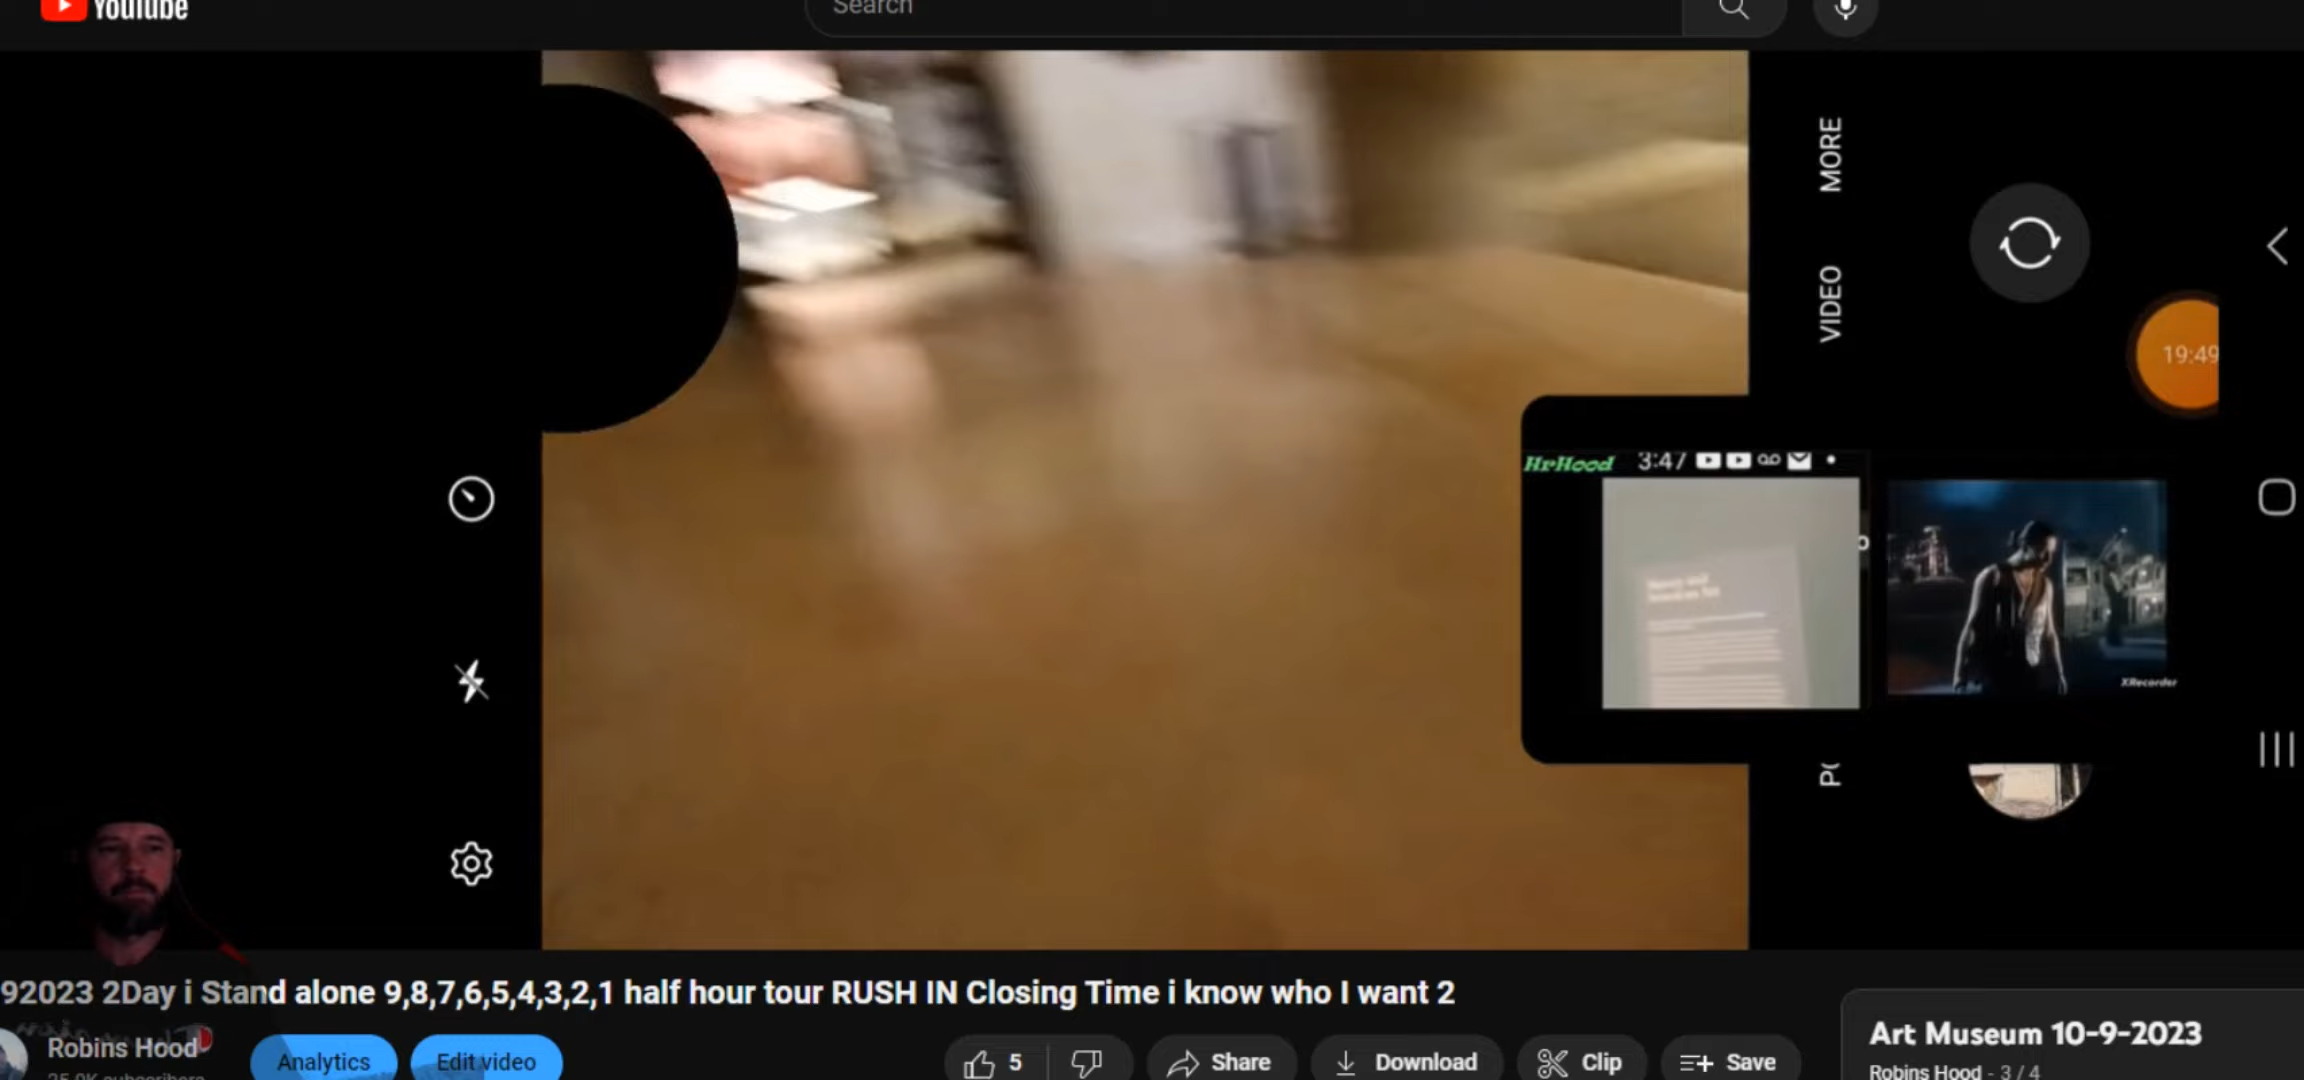 YouTube
Search
MORE
VIDEO
19:49
HrHood 3:47
XRecorder
92023 2Day i Stand alone 9,8,7,6,5,4,3,2,1 half hour tour RUSH IN Closing Time i know who I want 2
Robins Hood
Analytics
Edit video
5
Share
Download
Clip
Save
Art Museum 10-9-2023
Robins Hood - 3 / 4